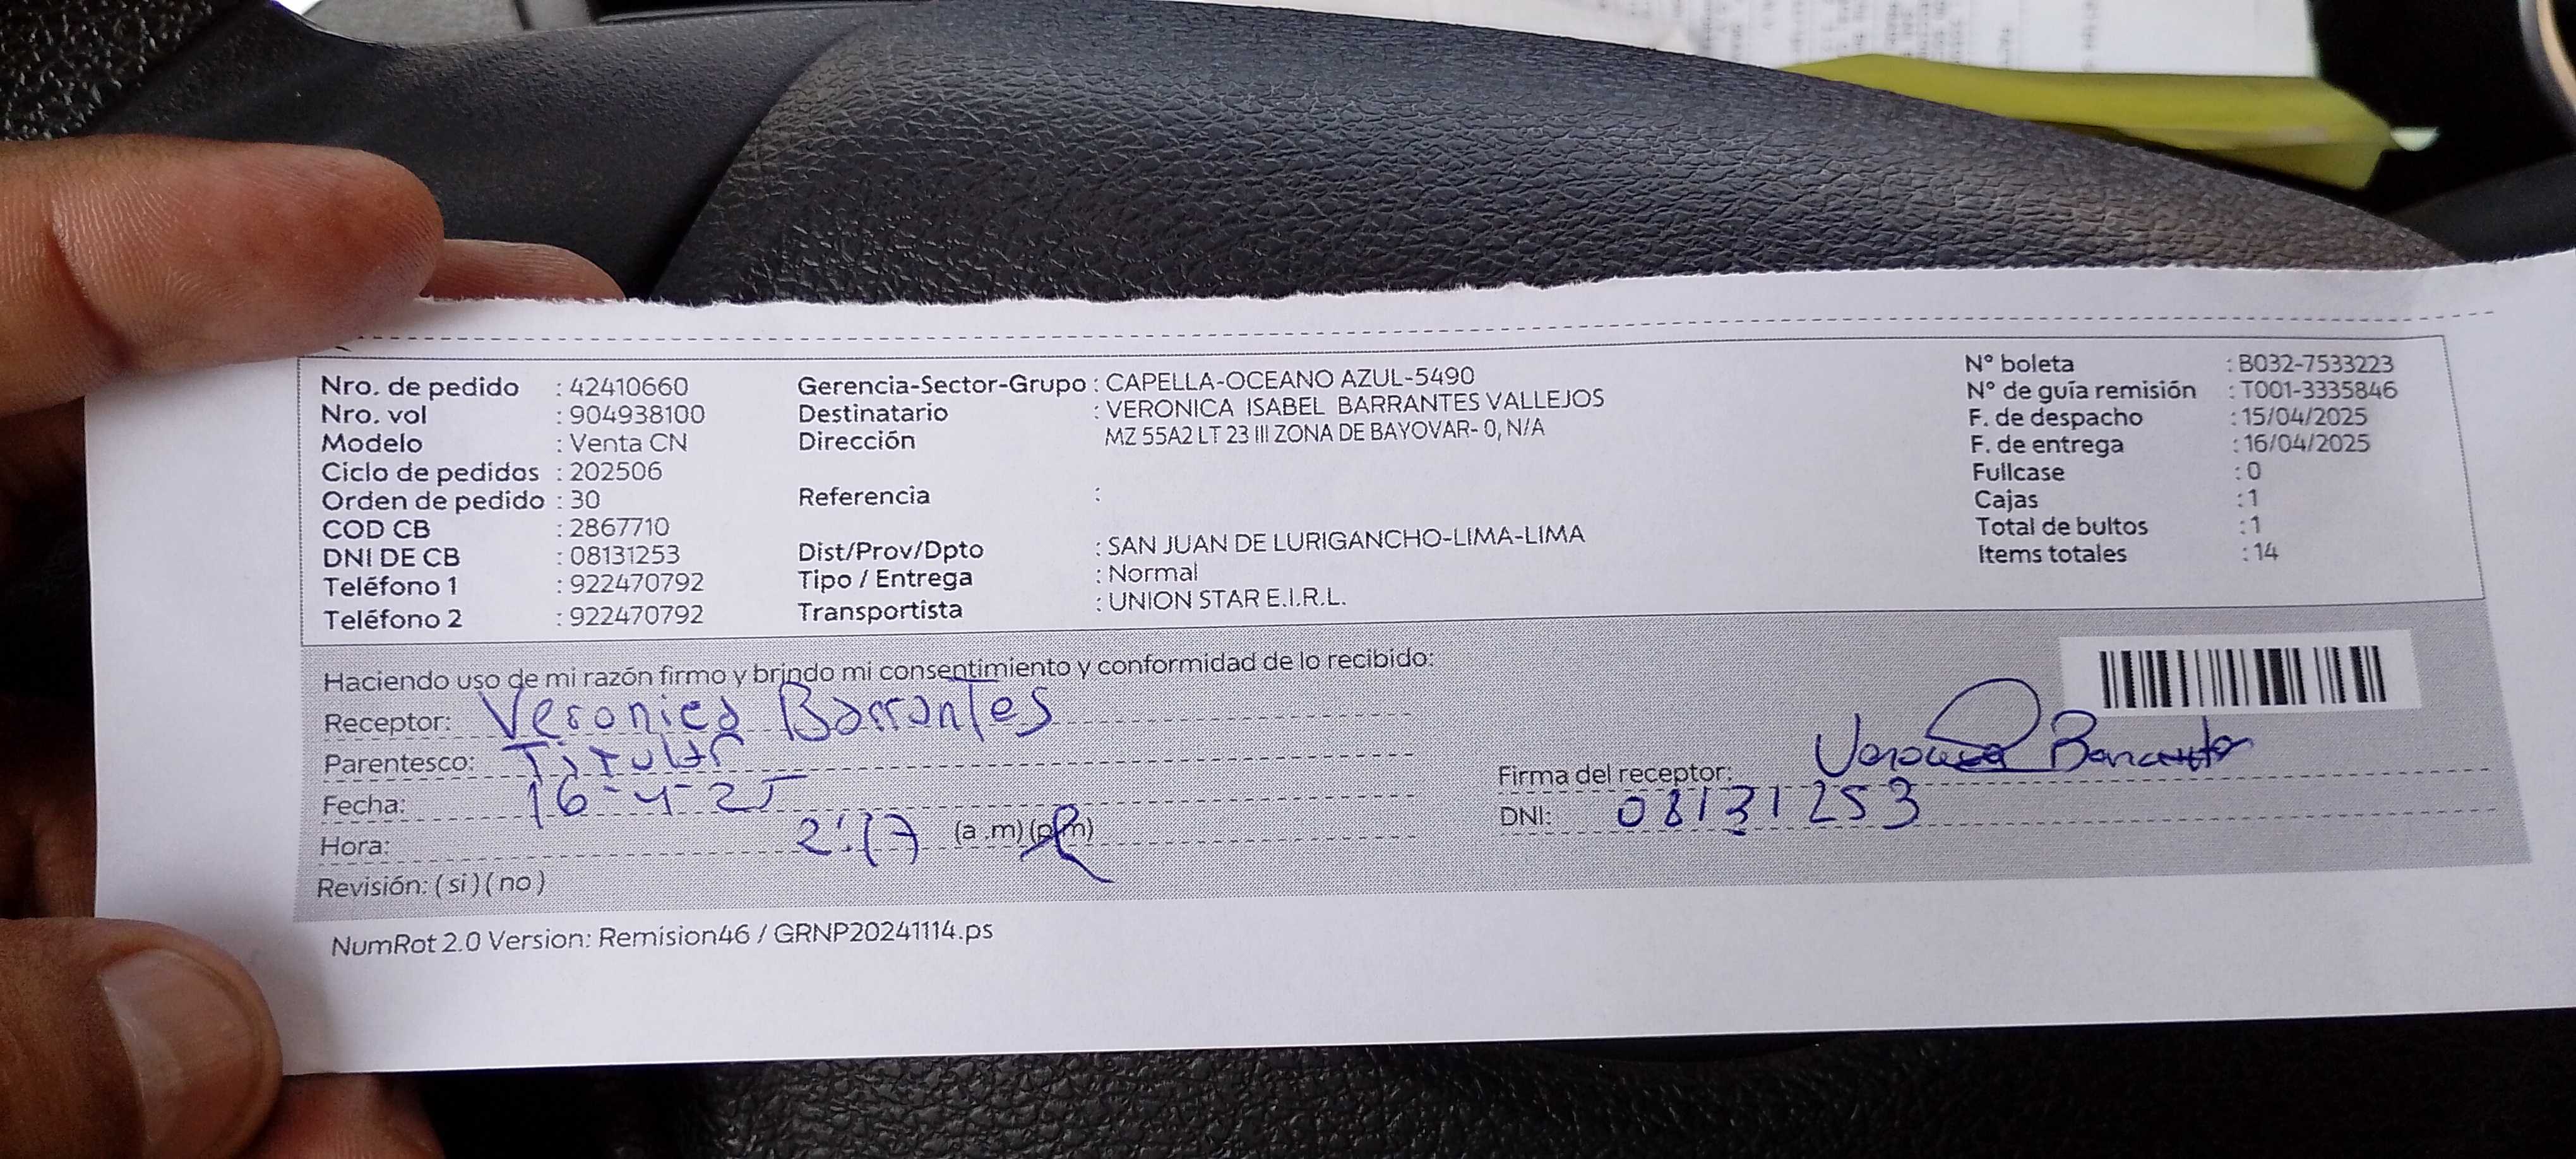 Nro. de pedido : 42410660
Nro. vol : 904938100
Modelo : Venta CN
Ciclo de pedidos : 202506
Orden de pedido : 30
COD CB : 2867710
DNI DE CB : 08131253
Teléfono 1 : 922470792
Teléfono 2 : 922470792
Gerencia-Sector-Grupo : CAPELLA-OCEANO AZUL-5490
Destinatario : VERONICA ISABEL BARRANTES VALLEJOS
Dirección MZ 55A2 LT 23 III ZONA DE BAYOVAR- 0, N/A
Referencia :
Dist/Prov/Dpto : SAN JUAN DE LURIGANCHO-LIMA-LIMA
Tipo / Entrega : Normal
Transportista : UNION STAR E.I.R.L.
N° boleta : B032-7533223
N° de guía remisión : T001-3335846
F. de despacho : 15/04/2025
F. de entrega : 16/04/2025
Fullcase : 0
Cajas : 1
Total de bultos : 1
Items totales : 14
Haciendo uso de mi razón firmo y brindo mi consentimiento y conformidad de lo recibido:
Receptor: Veronica Barrantes
Parentesco: Titular
Fecha: 16-4-25
Hora: 2:17 (a .m) (p.m)
Revisión: ( si ) ( no )
Firma del receptor: Veronica Barrantes
DNI: 08131253
NumRot 2.0 Version: Remision46 / GRNP20241114.ps